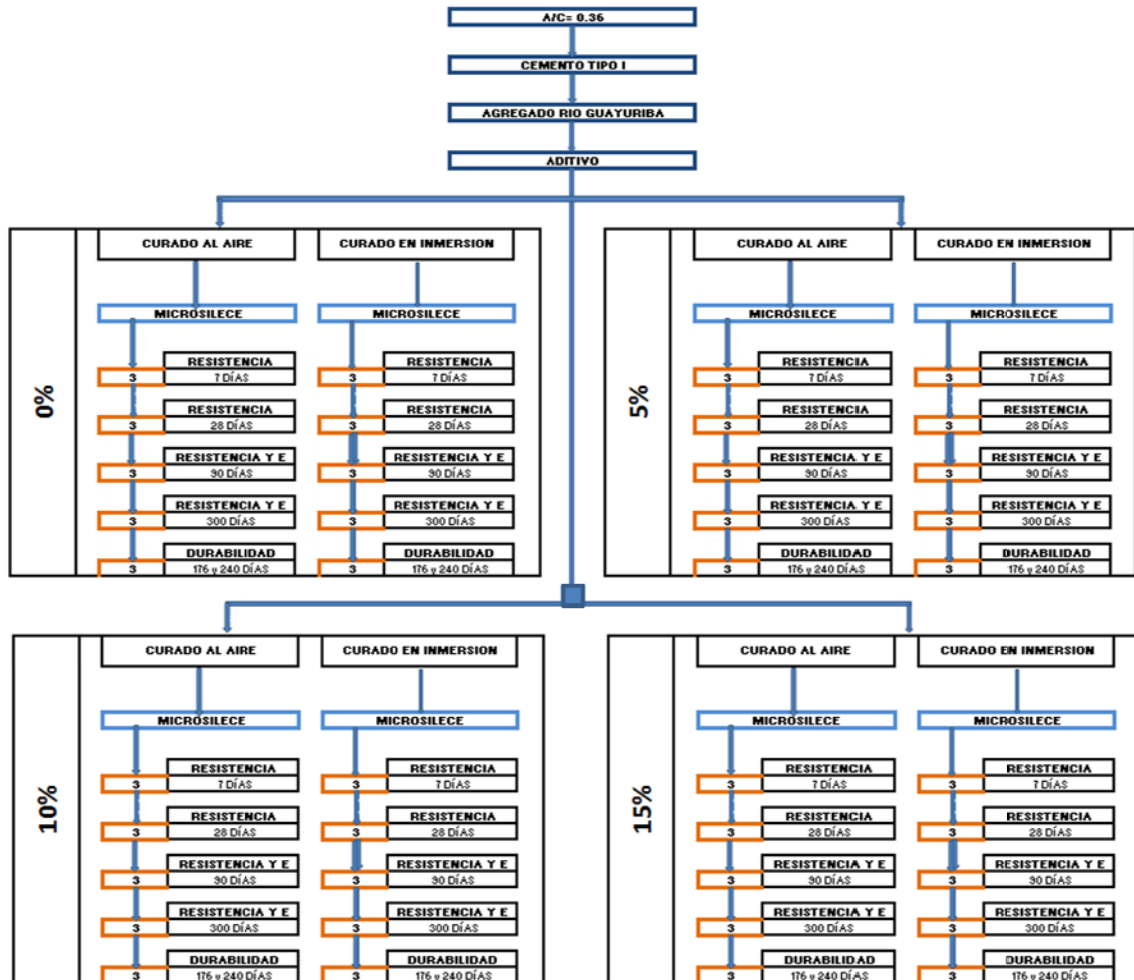 A/C= 0.36
CEMENTO TIPO I
AGREGADO RIO GUAYURIBA
ADITIVO
0%
CURADO AL AIRE
MICROSILECE
RESISTENCIA
3 7 DÍAS
RESISTENCIA
3 28 DÍAS
RESISTENCIA Y E
3 90 DÍAS
RESISTENCIA Y E
3 300 DÍAS
DURABILIDAD
3 176 y 240 DÍAS
CURADO EN INMERSION
MICROSILECE
RESISTENCIA
3 7 DÍAS
RESISTENCIA
3 28 DÍAS
RESISTENCIA Y E
3 90 DÍAS
RESISTENCIA Y E
3 300 DÍAS
DURABILIDAD
3 176 y 240 DÍAS
5%
CURADO AL AIRE
MICROSILECE
RESISTENCIA
3 7 DÍAS
RESISTENCIA
3 28 DÍAS
RESISTENCIA Y E
3 90 DÍAS
RESISTENCIA Y E
3 300 DÍAS
DURABILIDAD
3 176 y 240 DÍAS
CURADO EN INMERSION
MICROSILECE
RESISTENCIA
3 7 DÍAS
RESISTENCIA
3 28 DÍAS
RESISTENCIA Y E
3 90 DÍAS
RESISTENCIA Y E
3 300 DÍAS
DURABILIDAD
3 176 y 240 DÍAS
10%
CURADO AL AIRE
MICROSILECE
RESISTENCIA
3 7 DÍAS
RESISTENCIA
3 28 DÍAS
RESISTENCIA Y E
3 90 DÍAS
RESISTENCIA Y E
3 300 DÍAS
DURABILIDAD
3 176 y 240 DÍAS
CURADO EN INMERSION
MICROSILECE
RESISTENCIA
3 7 DÍAS
RESISTENCIA
3 28 DÍAS
RESISTENCIA Y E
3 90 DÍAS
RESISTENCIA Y E
3 300 DÍAS
DURABILIDAD
3 176 y 240 DÍAS
15%
CURADO AL AIRE
MICROSILECE
RESISTENCIA
3 7 DÍAS
RESISTENCIA
3 28 DÍAS
RESISTENCIA Y E
3 90 DÍAS
RESISTENCIA Y E
3 300 DÍAS
DURABILIDAD
3 176 y 240 DÍAS
CURADO EN INMERSION
MICROSILECE
RESISTENCIA
3 7 DÍAS
RESISTENCIA
3 28 DÍAS
RESISTENCIA Y E
3 90 DÍAS
RESISTENCIA Y E
3 300 DÍAS
DURABILIDAD
3 176 y 240 DÍAS